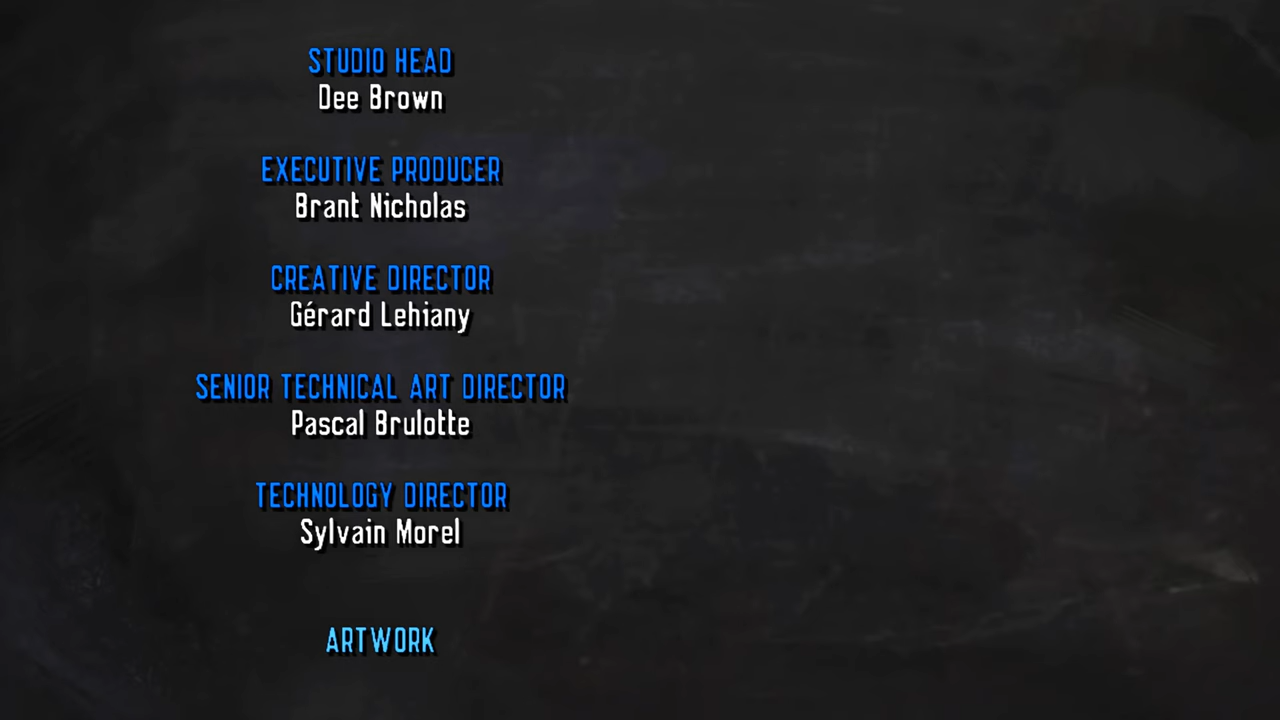 STUDIO HEAD
Dee Brown
EXECUTIVE PRODUCER
Brant Nicholas
CREATIVE DIRECTOR
Gérard Lehiany
SENIOR TECHNICAL ART DIRECTOR
Pascal Brulotte
TECHNOLOGY DIRECTOR
Sylvain Morel
ARTWORK